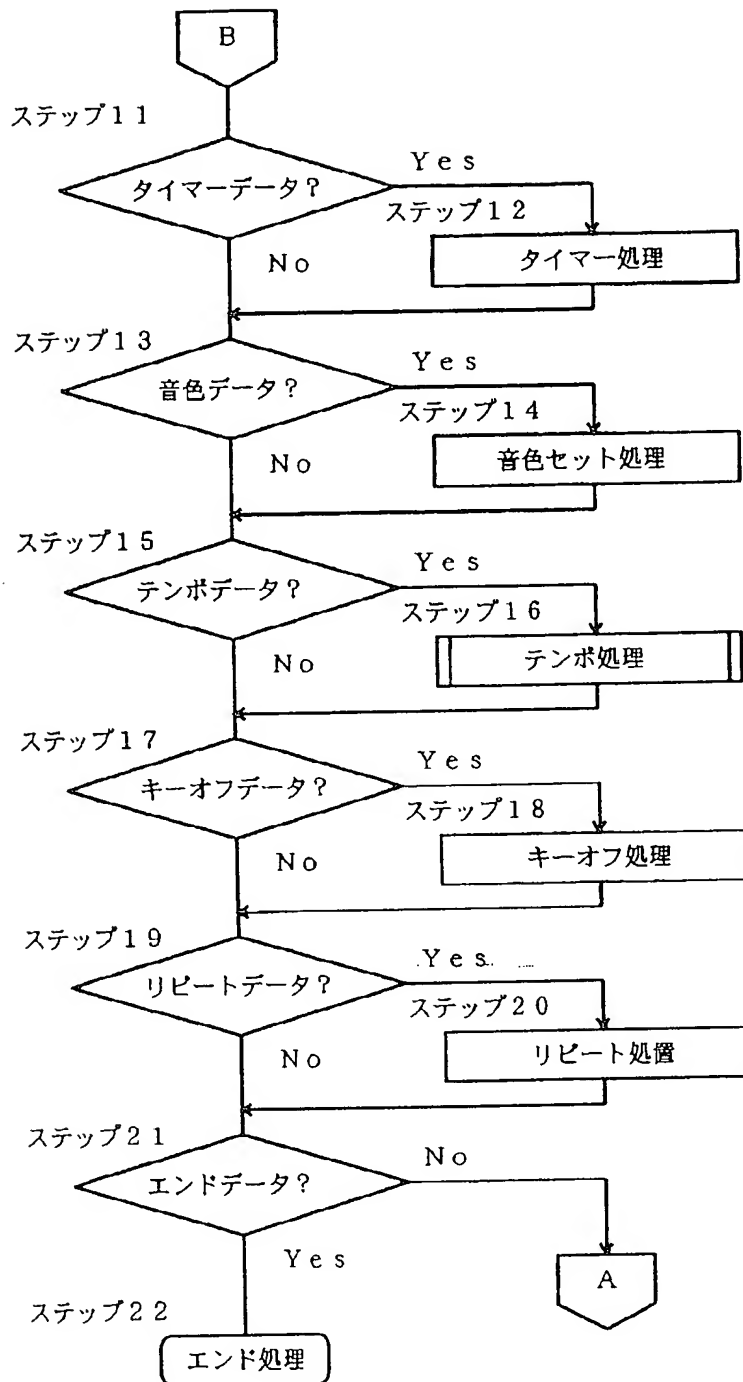 B
ステップ11
タイマーデータ?
Yes
ステップ12
タイマー処理
No
ステップ13
音色データ?
Yes
ステップ14
音色セット処理
No
ステップ15
テンポデータ?
Yes
ステップ16
テンポ処理
No
ステップ17
キーオフデータ?
Yes
ステップ18
キーオフ処理
No
ステップ19
リピートデータ?
Yes
ステップ20
リピート処置
No
ステップ21
エンドデータ?
No
A
Yes
ステップ22
エンド処理